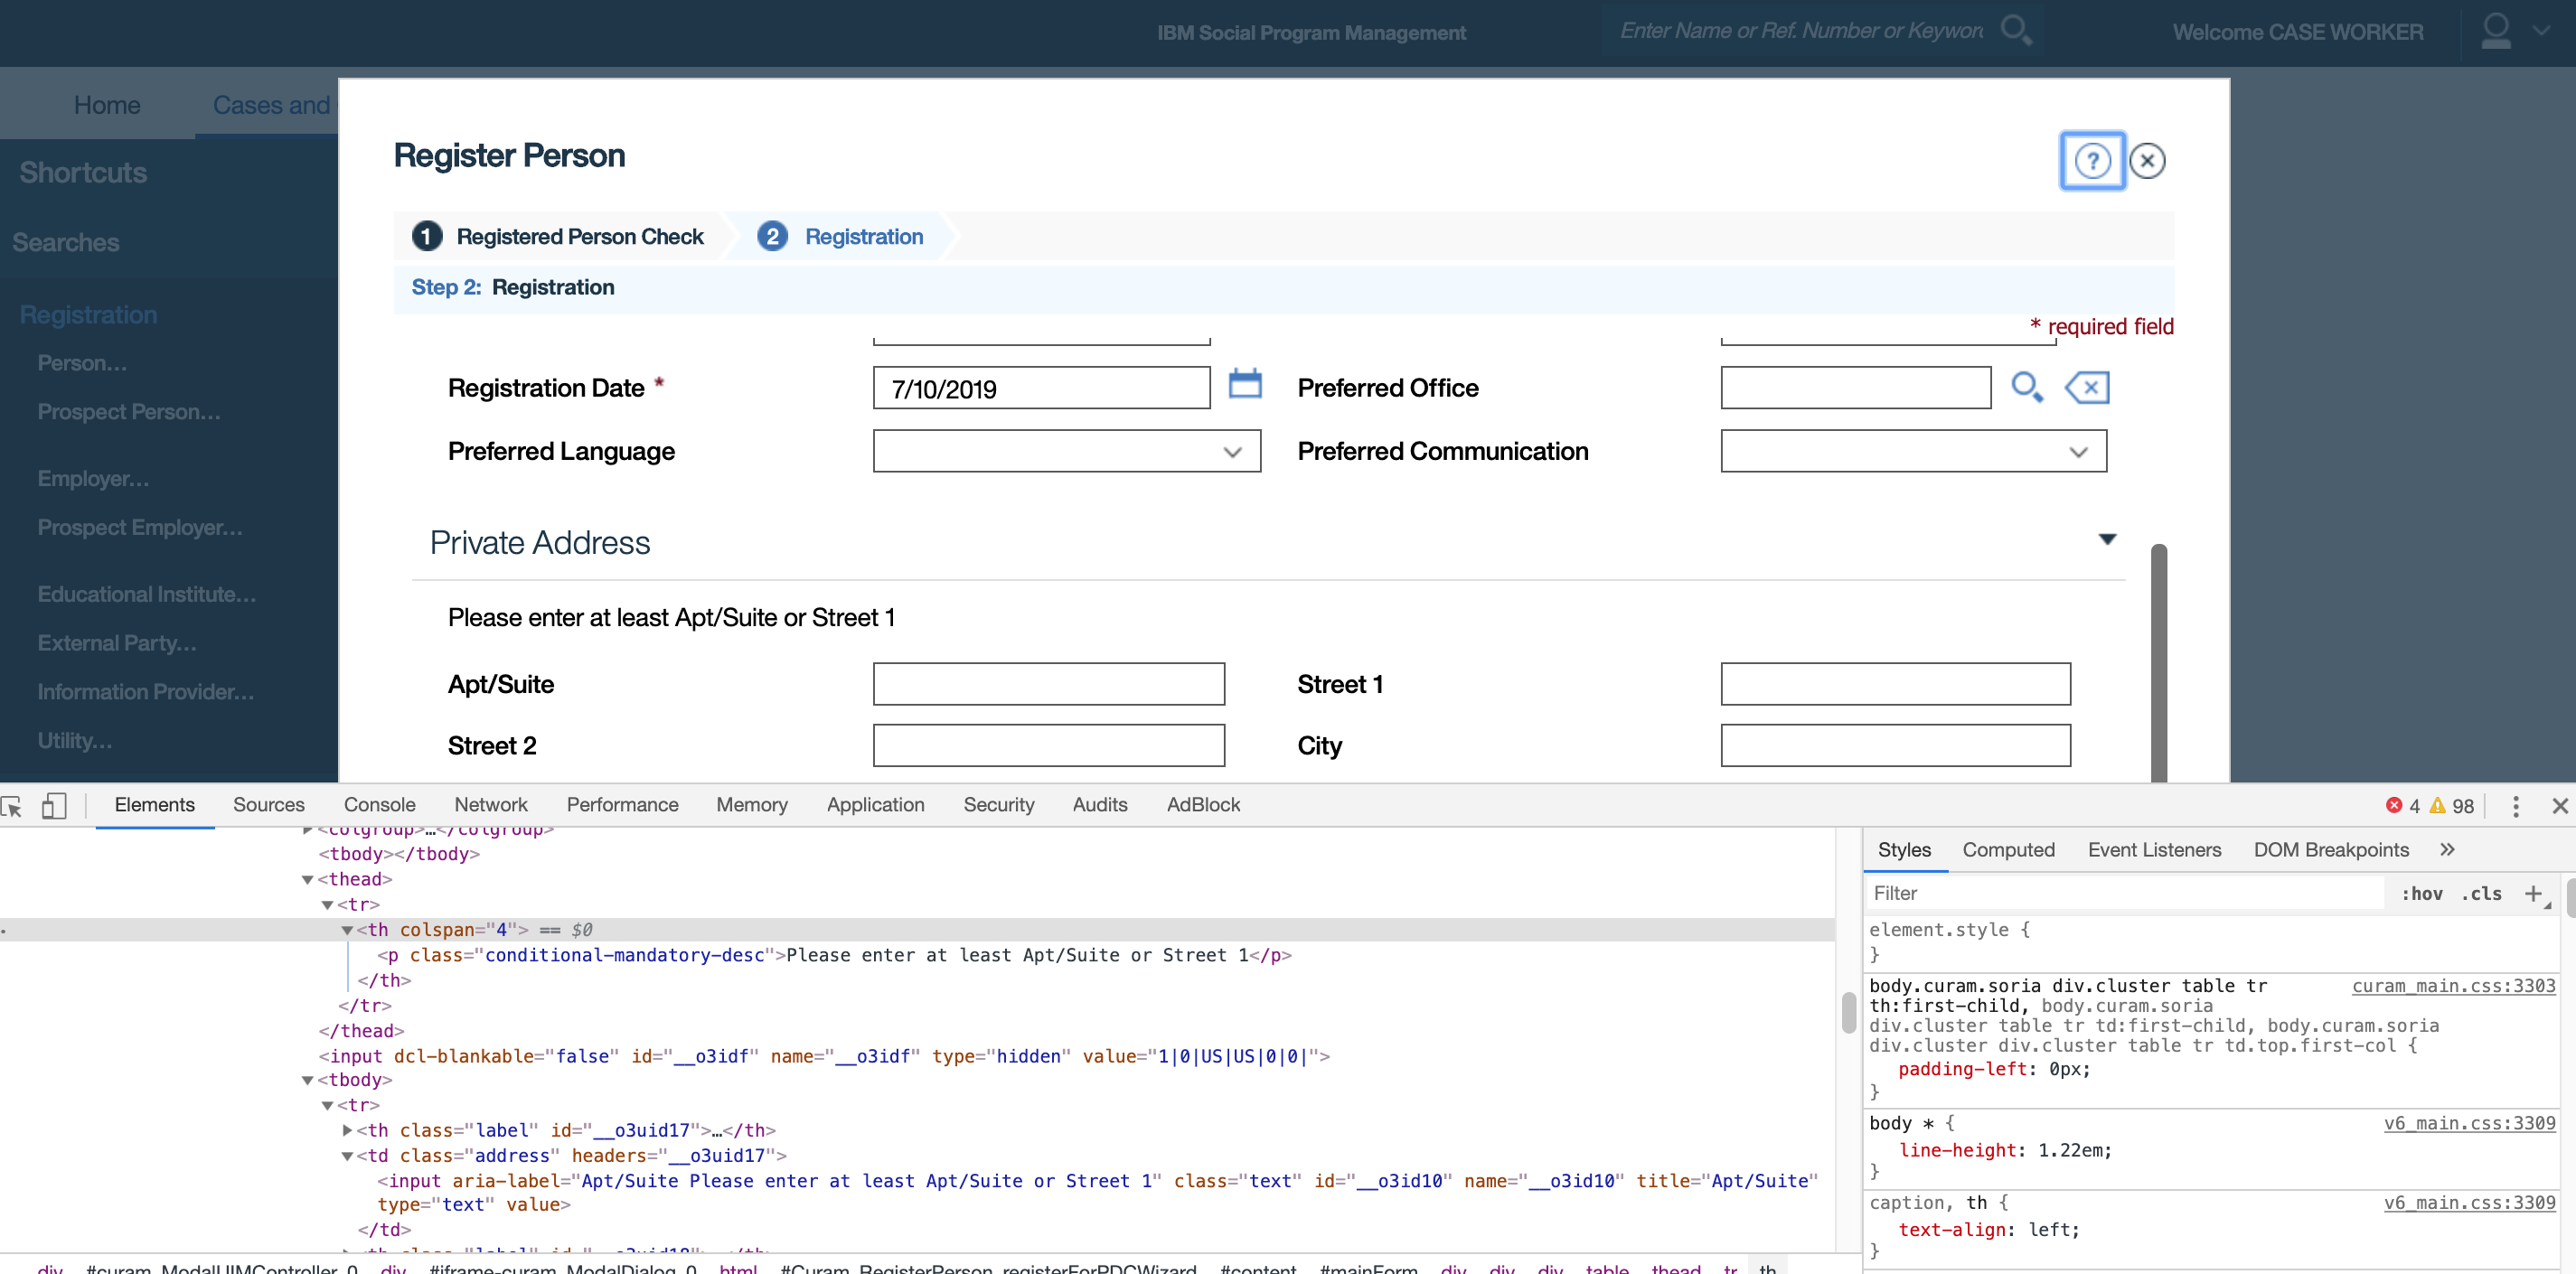 IBM Social Program Management
Enter Name or Ref. Number or Keyword
Welcome CASE WORKER
Home
Cases and
Shortcuts
Searches
Registration
Person...
Prospect Person...
Employer...
Prospect Employer...
Educational Institute...
External Party...
Information Provider...
Utility...
Register Person
?
1 Registered Person Check
2 Registration
Step 2: Registration
* required field
Registration Date *
7/10/2019
Preferred Office
Preferred Language
Preferred Communication
Private Address
Please enter at least Apt/Suite or Street 1
Apt/Suite
Street 1
Street 2
City
Elements Sources Console Network Performance Memory Application Security Audits AdBlock
4 98
<colgroup>…</colgroup>
<tbody></tbody>
<thead>
<tr>
<th colspan="4"> == $0
<p class="conditional-mandatory-desc">Please enter at least Apt/Suite or Street 1</p>
</th>
</tr>
</thead>
<input dcl-blankable="false" id="__o3idf" name="__o3idf" type="hidden" value="1|0|US|US|0|0|">
<tbody>
<tr>
<th class="label" id="__o3uid17">…</th>
<td class="address" headers="__o3uid17">
<input aria-label="Apt/Suite Please enter at least Apt/Suite or Street 1" class="text" id="__o3id10" name="__o3id10" title="Apt/Suite"
type="text" value>
</td>
<th class="label" id="__o3uid18">…</th>
div #curam_ModalUIMController_0 div #iframe-curam_ModalDialog_0 html #Curam_RegisterPerson_registerForPDCWizard #content #mainForm div div div table thead tr th
Styles Computed Event Listeners DOM Breakpoints »
Filter
:hov .cls +
element.style {
}
body.curam.soria div.cluster table tr curam_main.css:3303
th:first-child, body.curam.soria
div.cluster table tr td:first-child, body.curam.soria
div.cluster div.cluster table tr td.top.first-col {
padding-left: 0px;
}
body * { v6_main.css:3309
line-height: 1.22em;
}
caption, th { v6_main.css:3309
text-align: left;
}